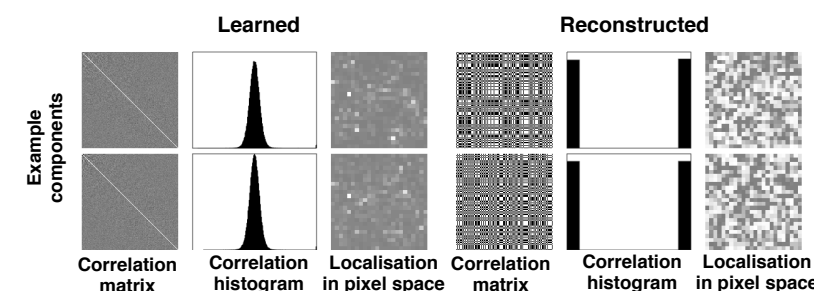 Learned
Reconstructed
Example
components
Correlation
matrix
Correlation
histogram
Localisation
in pixel space
Correlation
matrix
Correlation
histogram
Localisation
in pixel space